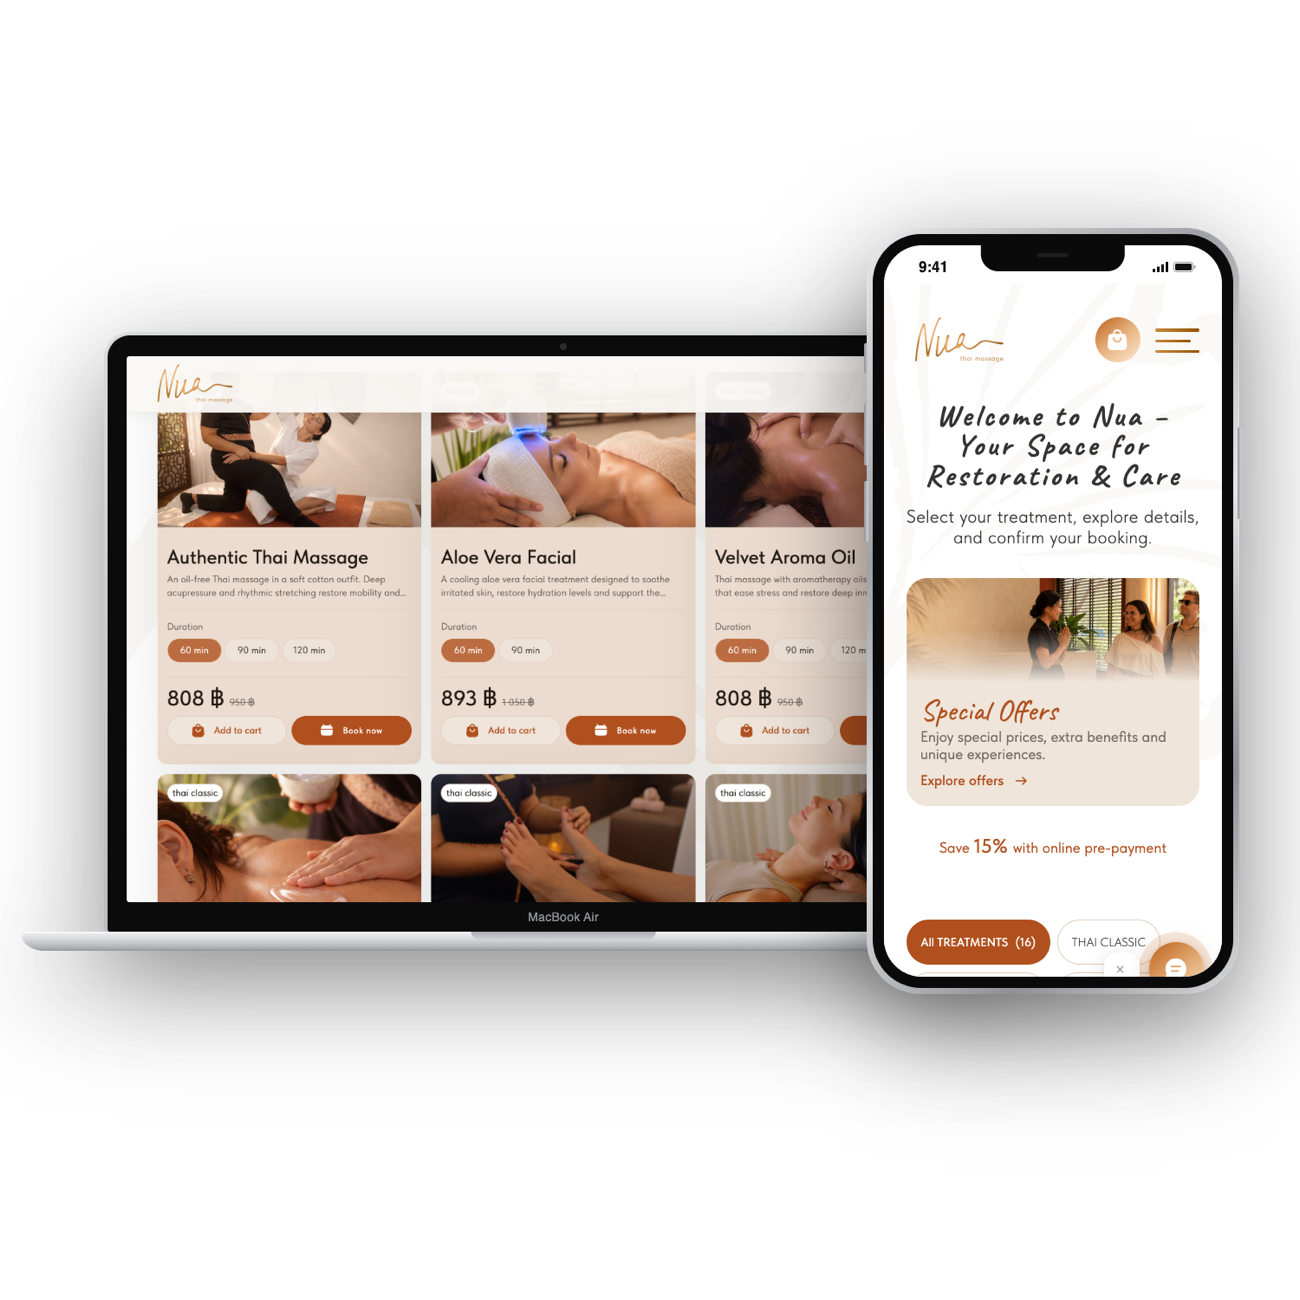 Nua
thai massage
Authentic Thai Massage
An oil-free Thai massage in a soft cotton outfit. Deep
acupressure and rhythmic stretching restore mobility and...
Duration
60 min
90 min
120 min
808 ฿ 950 ฿
Add to cart
Book now
Aloe Vera Facial
A cooling aloe vera facial treatment designed to soothe
irritated skin, restore hydration levels and support the...
Duration
60 min
90 min
893 ฿ 1 050 ฿
Add to cart
Book now
Velvet Aroma Oil
Thai massage with aromatherapy oils
that ease stress and restore deep inn
Duration
60 min
90 min
120 m
808 ฿ 950 ฿
Add to cart
thai classic
thai classic
thai classic
MacBook Air
9:41
Nua
thai massage
Welcome to Nua –
Your Space for
Restoration & Care
Select your treatment, explore details,
and confirm your booking.
Special Offers
Enjoy special prices, extra benefits and
unique experiences.
Explore offers →
Save 15% with online pre-payment
All TREATMENTS (16)
THAI CLASSIC